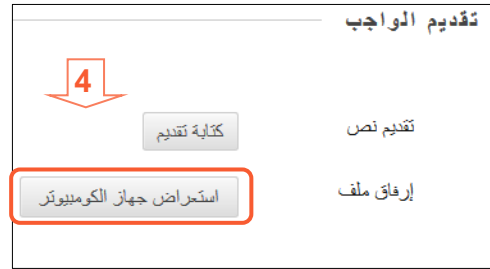 تقديم الواجب
4
تقديم نص
كتابة تقديم
إرفاق ملف
استعراض جهاز الكومبيوتر